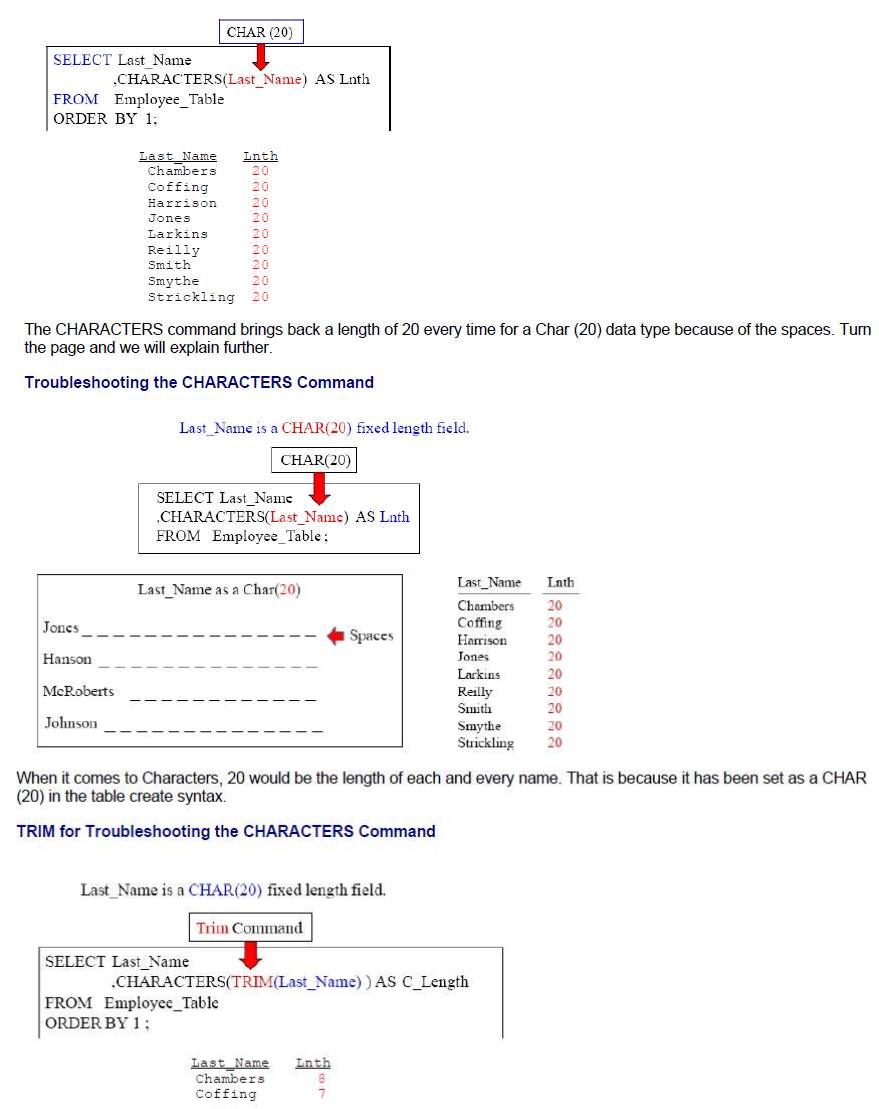 CHAR (20)
SELECT Last_Name
,CHARACTERS(Last_Name) AS Lnth
FROM Employee_Table
ORDER BY 1;
Last_Name Lnth
Chambers 20
Coffing 20
Harrison 20
Jones 20
Larkins 20
Reilly 20
Smith 20
Smythe 20
Strickling 20
The CHARACTERS command brings back a length of 20 every time for a Char (20) data type because of the spaces. Turn
the page and we will explain further.
Troubleshooting the CHARACTERS Command
Last_Name is a CHAR(20) fixed length field.
CHAR(20)
SELECT Last_Name
,CHARACTERS(Last_Name) AS Lnth
FROM Employee_Table;
Last_Name as a Char(20)
Jones _ _ _ _ _ _ _ _ _ _ _ _ _ _ _ Spaces
Hanson _ _ _ _ _ _ _ _ _ _ _ _ _ _
McRoberts _ _ _ _ _ _ _ _ _ _ _
Johnson _ _ _ _ _ _ _ _ _ _ _ _ _
Last_Name Lnth
Chambers 20
Coffing 20
Harrison 20
Jones 20
Larkins 20
Reilly 20
Smith 20
Smythe 20
Strickling 20
When it comes to Characters, 20 would be the length of each and every name. That is because it has been set as a CHAR
(20) in the table create syntax.
TRIM for Troubleshooting the CHARACTERS Command
Last_Name is a CHAR(20) fixed length field.
Trim Command
SELECT Last_Name
,CHARACTERS(TRIM(Last_Name) ) AS C_Length
FROM Employee_Table
ORDER BY 1 ;
Last_Name Lnth
Chambers 8
Coffing 7